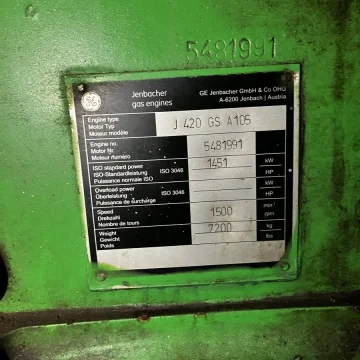 5481991
GE
Jenbacher
gas engines
GE Jenbacher GmbH & Co OHG
A-6200 Jenbach | Austria
Engine type
Motor Typ
Moteur modèle
J 420 GS A105
Engine no.
Motor Nr.
Moteur numéro
5481991
ISO standard power
ISO-Standardleistung
Puissance normale ISO
ISO 3046
1451
kW
HP
Overload power
Überleistung
Puissance de surcharge
ISO 3046
kW
HP
Speed
Drehzahl
Nombre de tours
1500
min⁻¹
rpm
Weight
Gewicht
Poids
7200
kg
lbs